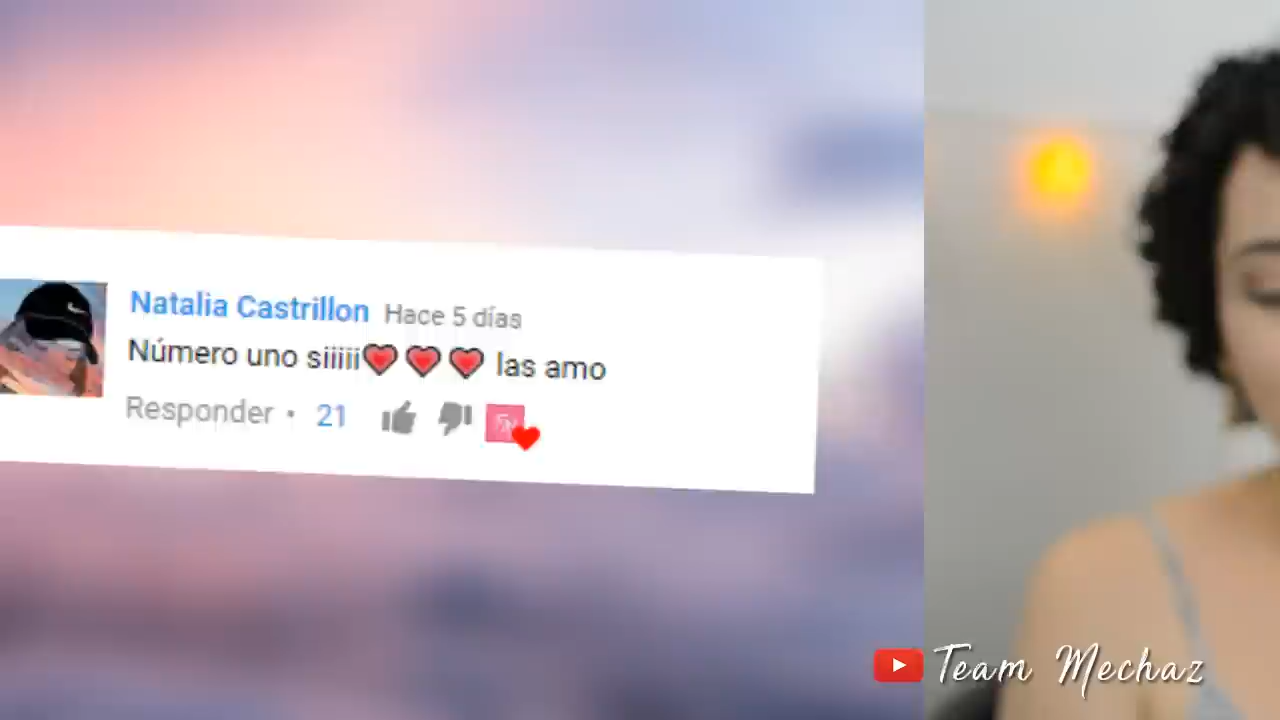 Natalia Castrillon Hace 5 días
Número uno siiiii❤❤❤ las amo
Responder · 21
Team Mechaz